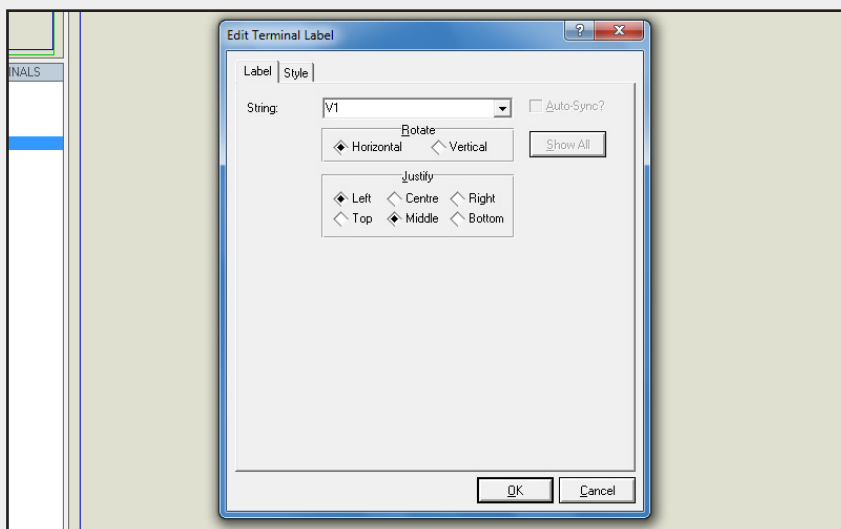 Edit Terminal Label
INALS
Label Style
String: V1 Auto-Sync?
Rotate
Horizontal Vertical Show All
Justify
Left Centre Right
Top Middle Bottom
OK Cancel